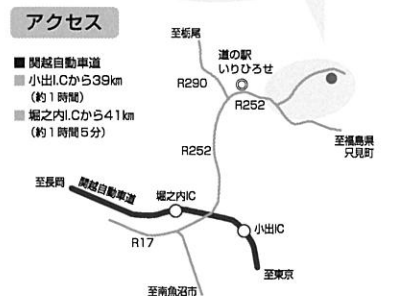 アクセス
■ 関越自動車道
■ 小出I.Cから39km
（約1時間）
■ 堀之内I.Cから41km
（約1時間5分）
至栃尾
道の駅
いりひろせ
R290
R252
R252
至福島県
只見町
至長岡
関越自動車道
堀之内IC
小出IC
R17
至東京
至南魚沼市